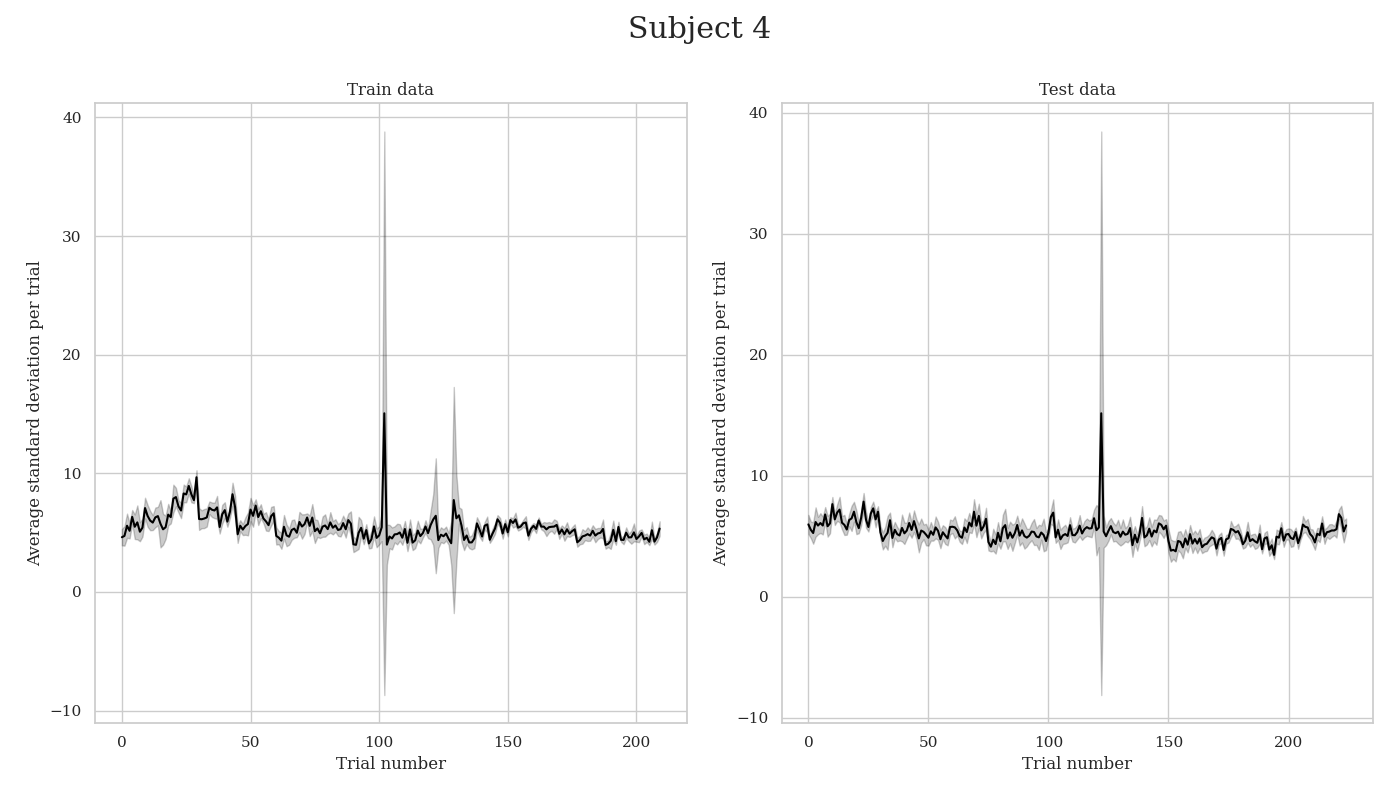 Subject 4
Train data
Average standard deviation per trial
40
30
20
10
0
−10
0 50 100 150 200
Trial number
Test data
Average standard deviation per trial
40
30
20
10
0
−10
0 50 100 150 200
Trial number